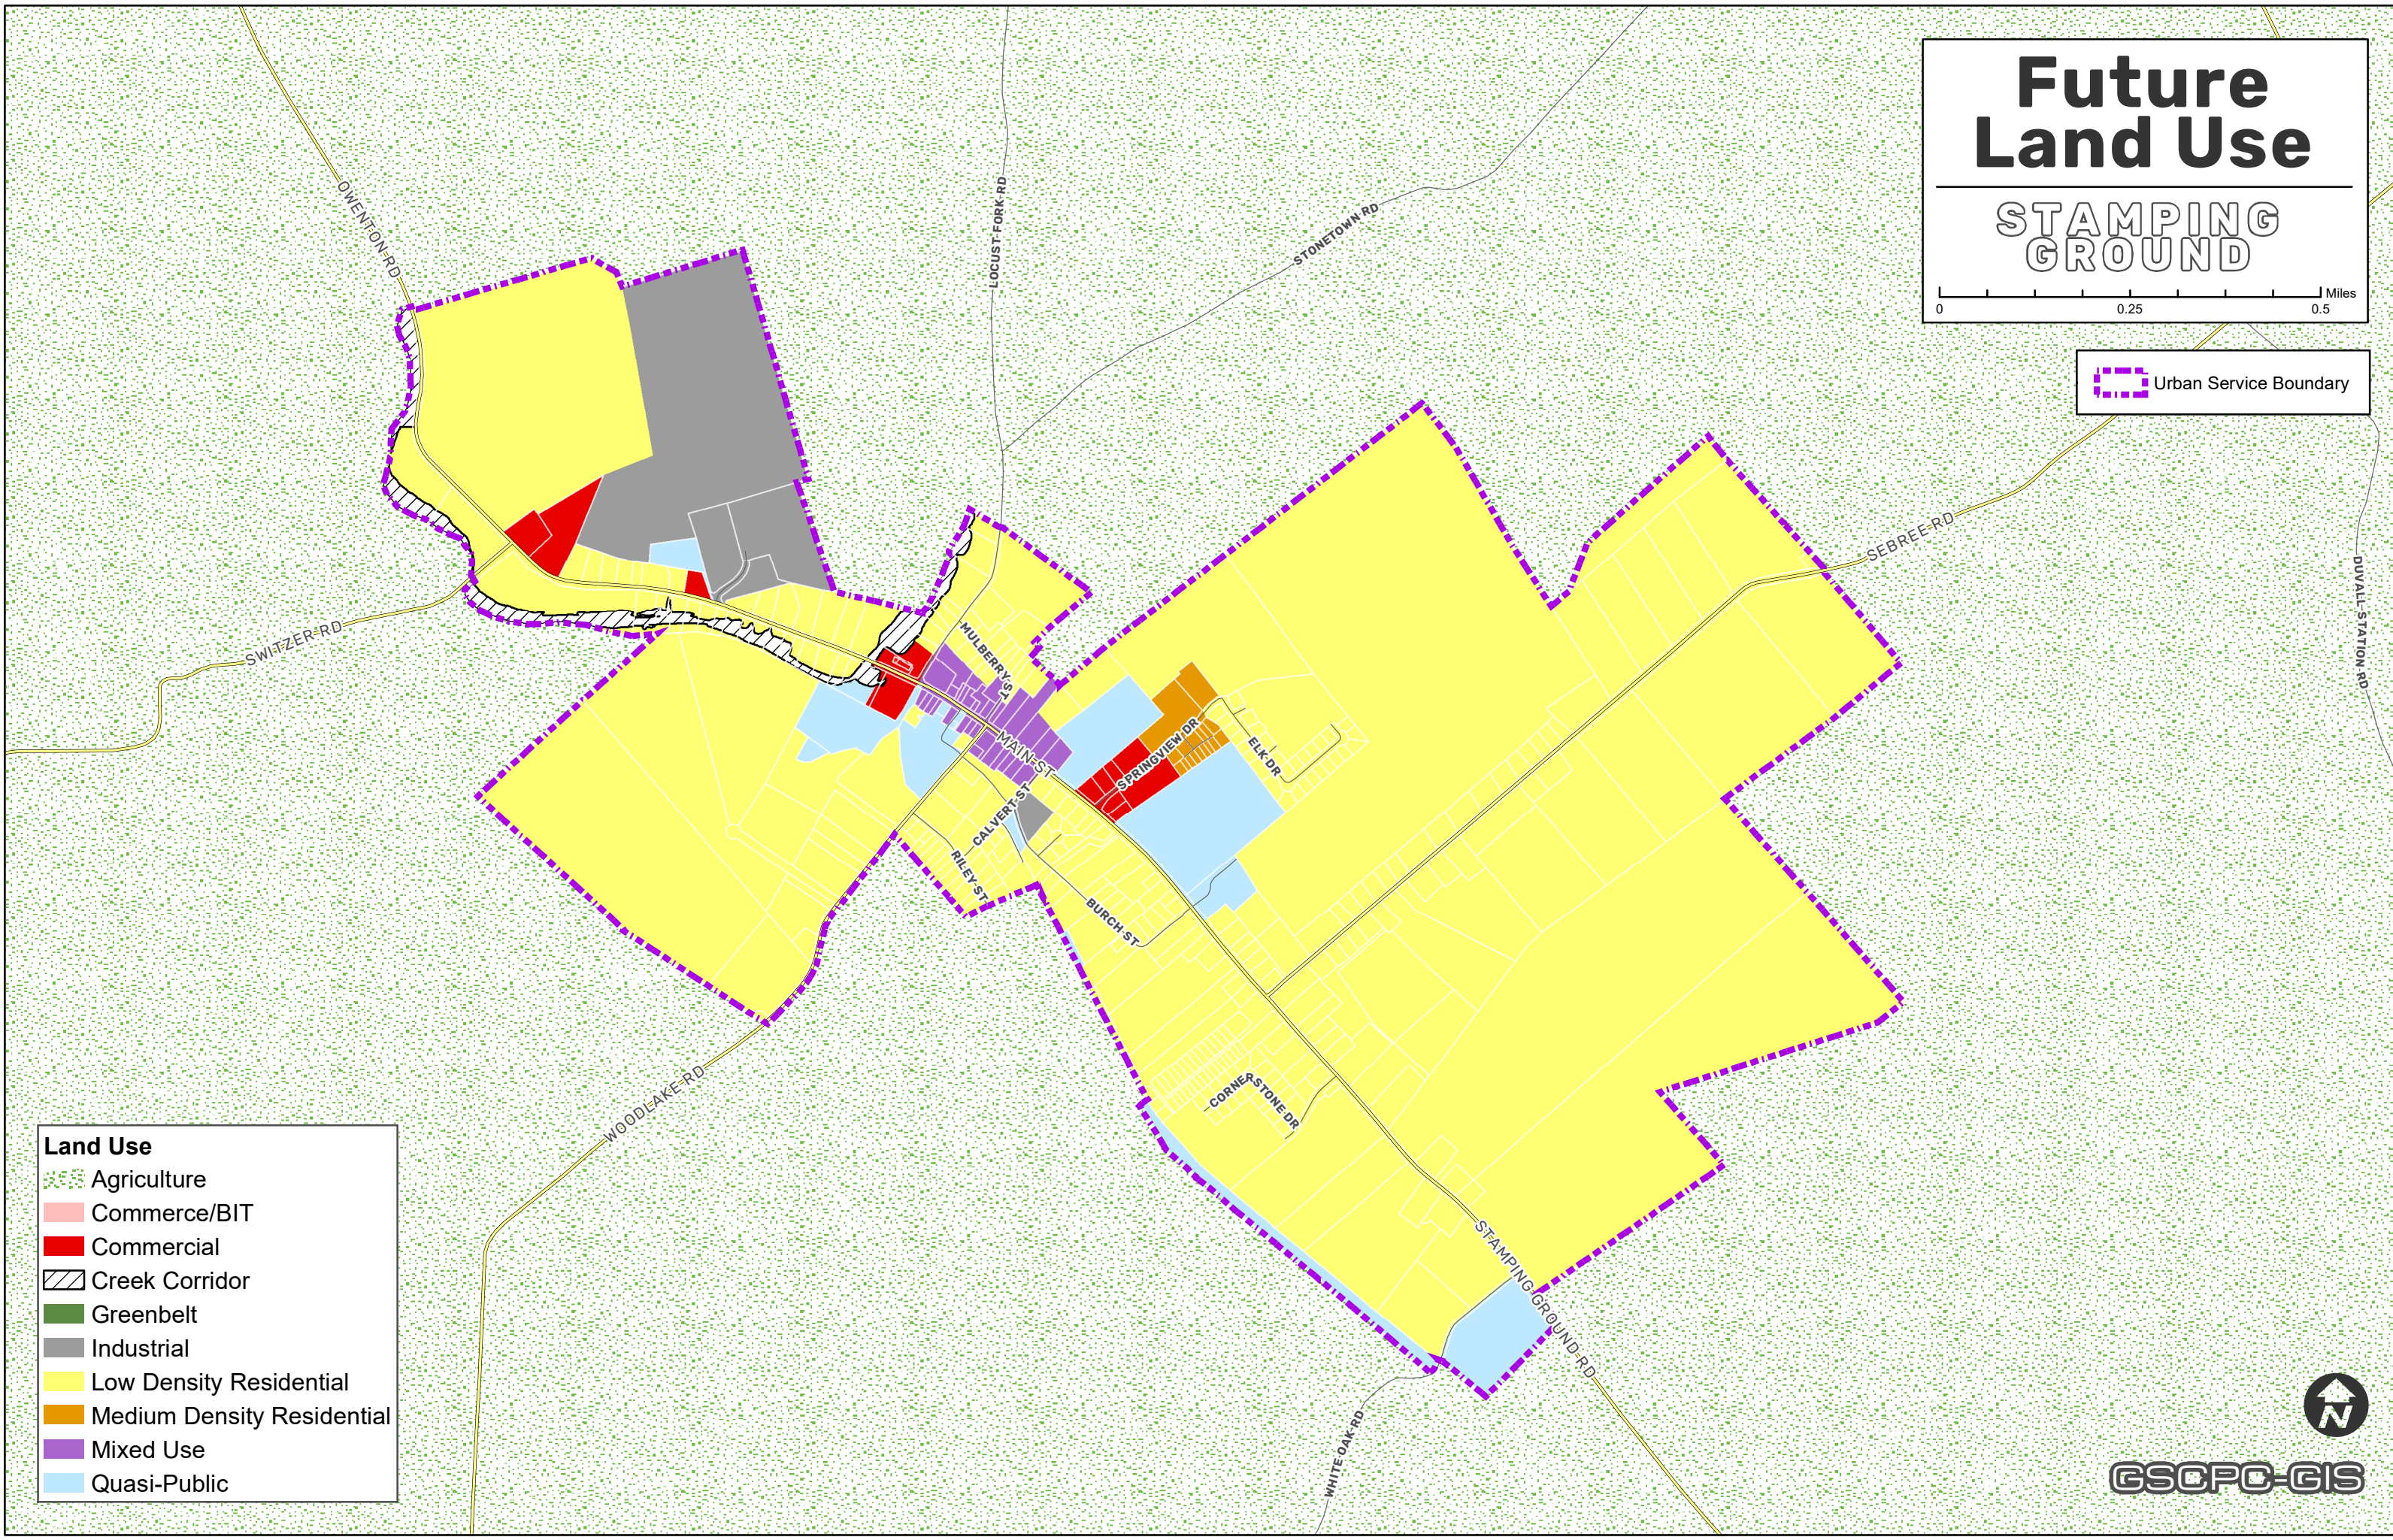 Future
Land Use
STAMPING
GROUND
Miles
0 0.25 0.5
Urban Service Boundary
OWENTON RD
LOCUST FORK RD
STONETOWN RD
SEBREE RD
DUVALL STATION RD
SWITZER RD
MULBERRY ST
MAIN ST
SPRINGVIEW DR
ELK DR
CALVERT ST
RILEY ST
BURCH ST
CORNERSTONE DR
WOODLAKE RD
STAMPING GROUND RD
WHITE OAK RD
Land Use
Agriculture
Commerce/BIT
Commercial
Creek Corridor
Greenbelt
Industrial
Low Density Residential
Medium Density Residential
Mixed Use
Quasi-Public
N
GSCPC-GIS